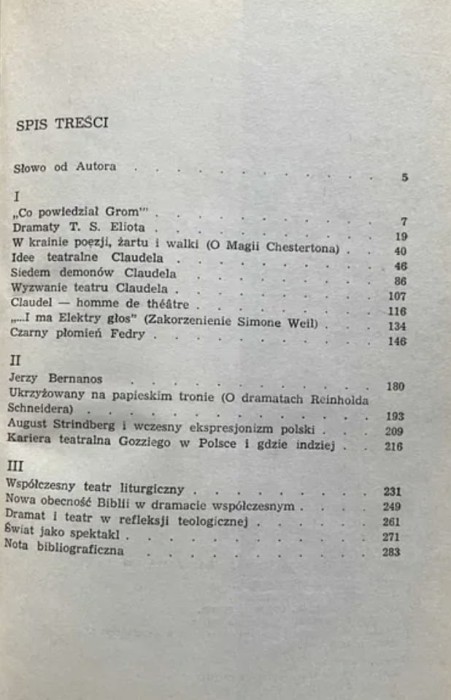 SPIS TREŚCI
Słowo od Autora . . . . . . . . . . . 5
I
„Co powiedział Grom'" . . . . . . . . . 7
Dramaty T. S. Eliota . . . . . . . . . 19
W krainie poezji, żartu i walki (O Magii Chestertona) . . 40
Idee teatralne Claudela . . . . . . . . 46
Siedem demonów Claudela . . . . . . . . 86
Wyzwanie teatru Claudela . . . . . . . . 107
Claudel — homme de théâtre . . . . . . . 116
„...I ma Elektry głos" (Zakorzenienie Simone Weil) . . . 134
Czarny płomień Fedry . . . . . . . . . 146
II
Jerzy Bernanos . . . . . . . . . . 180
Ukrzyżowany na papieskim tronie (O dramatach Reinholda
Schneidera) . . . . . . . . . . . 193
August Strindberg i wczesny ekspresjonizm polski . . . 209
Kariera teatralna Gozziego w Polsce i gdzie indziej . . 216
III
Współczesny teatr liturgiczny . . . . . . . 231
Nowa obecność Biblii w dramacie współczesnym . . . . 249
Dramat i teatr w refleksji teologicznej . . . . . 261
Świat jako spektakl . . . . . . . . . 271
Nota bibliograficzna . . . . . . . . . 283